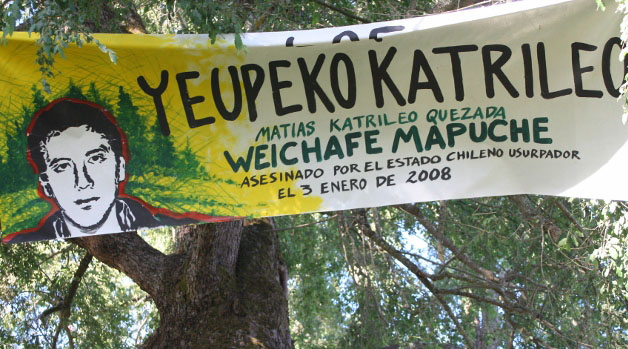 YEUPEKO KATRILEO
MATIAS KATRILEO QUEZADA
WEICHAFE MAPUCHE
ASESINADO POR EL ESTADO CHILENO USURPADOR
EL 3 ENERO DE 2008